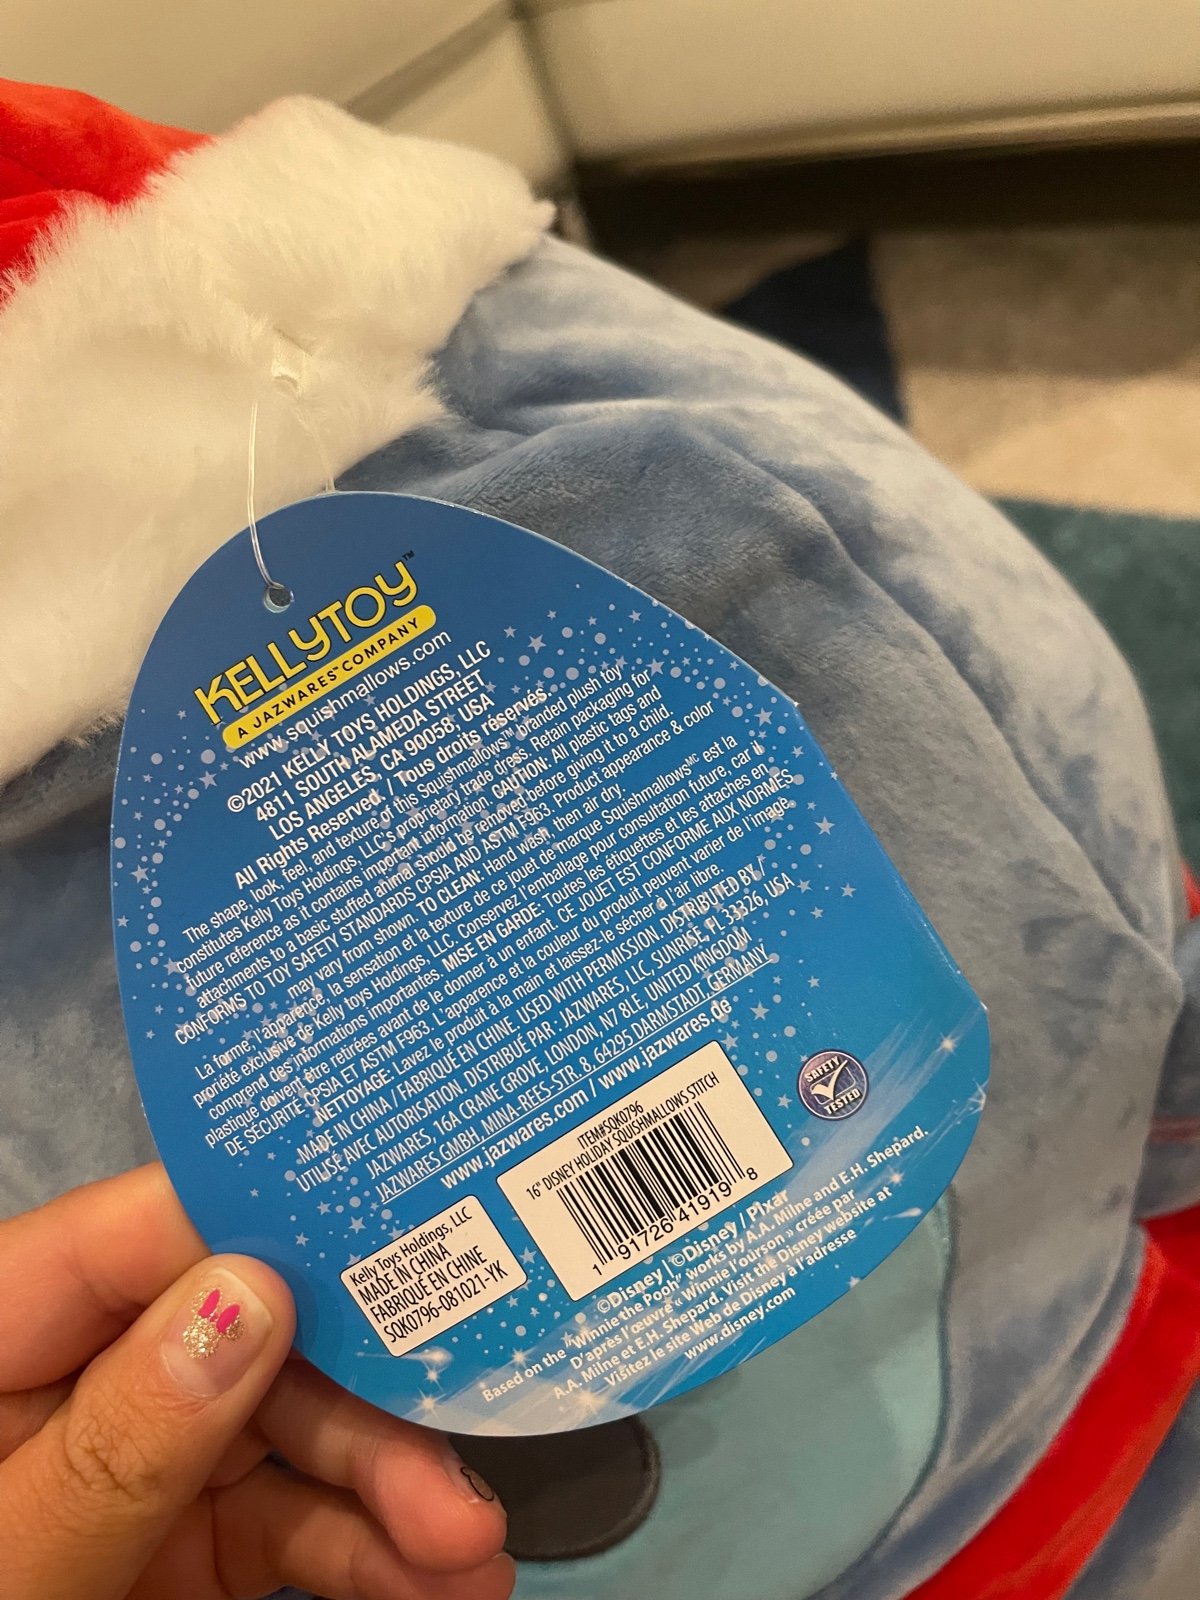 KELLYTOY™
A JAZWARES™ COMPANY
www.squishmallows.com
©2021 KELLY TOYS HOLDINGS, LLC
4811 SOUTH ALAMEDA STREET
LOS ANGELES, CA 90058, USA
All Rights Reserved. / Tous droits réservés.
The shape, look, feel, and texture of this Squishmallows™ branded plush toy
constitutes Kelly Toys Holdings, LLC's proprietary trade dress. Retain packaging for
future reference as it contains important information. CAUTION: All plastic tags and
attachments to a basic stuffed animal should be removed before giving it to a child.
CONFORMS TO TOY SAFETY STANDARDS CPSIA AND ASTM F963. Product appearance & color
may vary from shown. TO CLEAN: Hand wash, then air dry.
La forme, l'apparence, la sensation et la texture de ce jouet de marque Squishmallowsᴹᶜ est la
propriété exclusive de Kelly toys Holdings, LLC. Conservez l'emballage pour consultation future, car il
comprend des informations importantes. MISE EN GARDE: Toutes les étiquettes et les attaches en
plastique doivent être retirées avant de le donner à un enfant. CE JOUET EST CONFORME AUX NORMES
DE SÉCURITÉ CPSIA ET ASTM F963. L'apparence et la couleur du produit peuvent varier de l'image.
NETTOYAGE: Lavez le produit à la main et laissez-le sécher à l'air libre.
MADE IN CHINA / FABRIQUÉ EN CHINE. USED WITH PERMISSION. DISTRIBUTED BY /
UTILISÉ AVEC AUTORISATION. DISTRIBUÉ PAR: JAZWARES, LLC, SUNRISE, FL 33326, USA
JAZWARES, 16A CRANE GROVE, LONDON, N7 8LE, UNITED KINGDOM
JAZWARES GMBH, MINA-REES-STR. 8, 64295 DARMSTADT, GERMANY
www.jazwares.com / www.jazwares.de
SAFETY
TESTED
ITEM#SQK0796
16" DISNEY HOLIDAY SQUISHMALLOWS STITCH
1 91726 41919 8
Kelly Toys Holdings, LLC
MADE IN CHINA
FABRIQUÉ EN CHINE
SQK0796-081021-YK
©Disney | ©Disney / Pixar
Based on the "Winnie the Pooh" works by A.A. Milne and E.H. Shepard.
D'après l'œuvre « Winnie l'ourson » créée par
A.A. Milne et E.H. Shepard. Visit the Disney website at
Visitez le site Web de Disney à l'adresse
www.disney.com